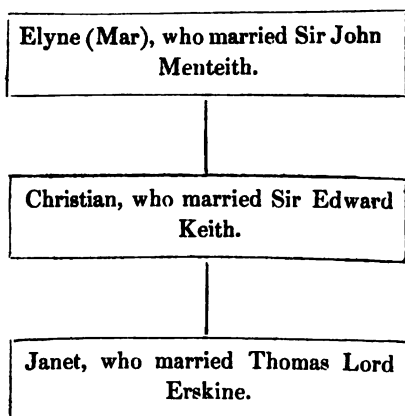 Elyne (Mar), who married Sir John
Menteith.
Christian, who married Sir Edward
Keith.
Janet, who married Thomas Lord
Erskine.